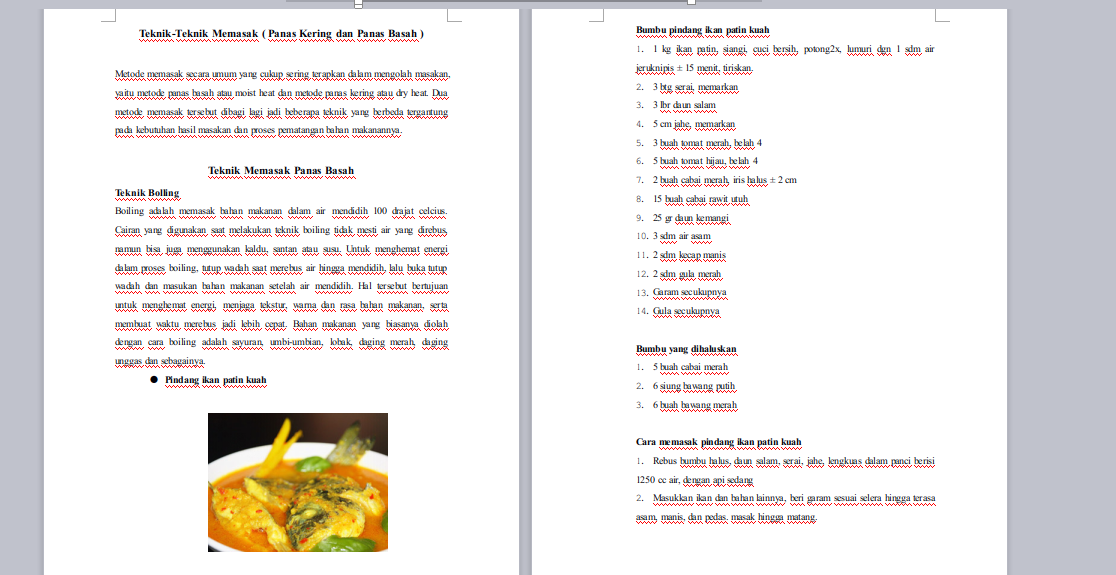 Teknik-Teknik Memasak ( Panas Kering dan Panas Basah )
Metode memasak secara umum yang cukup sering terapkan dalam mengolah masakan,
yaitu metode panas basah atau moist heat dan metode panas kering atau dry heat. Dua
metode memasak tersebut dibagi lagi jadi beberapa teknik yang berbeda tergantung
pada kebutuhan hasil masakan dan proses pematangan bahan makanannya.
Teknik Memasak Panas Basah
Teknik Bolling
Boiling adalah memasak bahan makanan dalam air mendidih 100 drajat celcius.
Cairan yang digunakan saat melakukan teknik boiling tidak mesti air yang direbus,
namun bisa juga menggunakan kaldu, santan atau susu. Untuk menghemat energi
dalam proses boiling, tutup wadah saat merebus air hingga mendidih, lalu buka tutup
wadah dan masukan bahan makanan setelah air mendidih. Hal tersebut bertujuan
untuk menghemat energi, menjaga tekstur, warna dan rasa bahan makanan, serta
membuat waktu merebus jadi lebih cepat. Bahan makanan yang biasanya diolah
dengan cara boiling adalah sayuran, umbi-umbian, lobak, daging merah, daging
unggas dan sebagainya.
● Pindang ikan patin kuah
Bumbu pindang ikan patin kuah
1. 1 kg ikan patin, siangi, cuci bersih, potong2x, lumuri dgn 1 sdm air
jeruknipis ± 15 menit, tiriskan.
2. 3 btg serai, memarkan
3. 3 lbr daun salam
4. 5 cm jahe, memarkan
5. 3 buah tomat merah, belah 4
6. 5 buah tomat hijau, belah 4
7. 2 buah cabai merah, iris halus ± 2 cm
8. 15 buah cabai rawit utuh
9. 25 gr daun kemangi
10. 3 sdm air asam
11. 2 sdm kecap manis
12. 2 sdm gula merah
13. Garam secukupnya
14. Gula secukupnya
Bumbu yang dihaluskan
1. 5 buah cabai merah
2. 6 siung bawang putih
3. 6 buah bawang merah
Cara memasak pindang ikan patin kuah
1. Rebus bumbu halus, daun salam, serai, jahe, lengkuas dalam panci berisi
1250 cc air, dengan api sedang
2. Masukkan ikan dan bahan lainnya, beri garam sesuai selera hingga terasa
asam, manis, dan pedas, masak hingga matang.